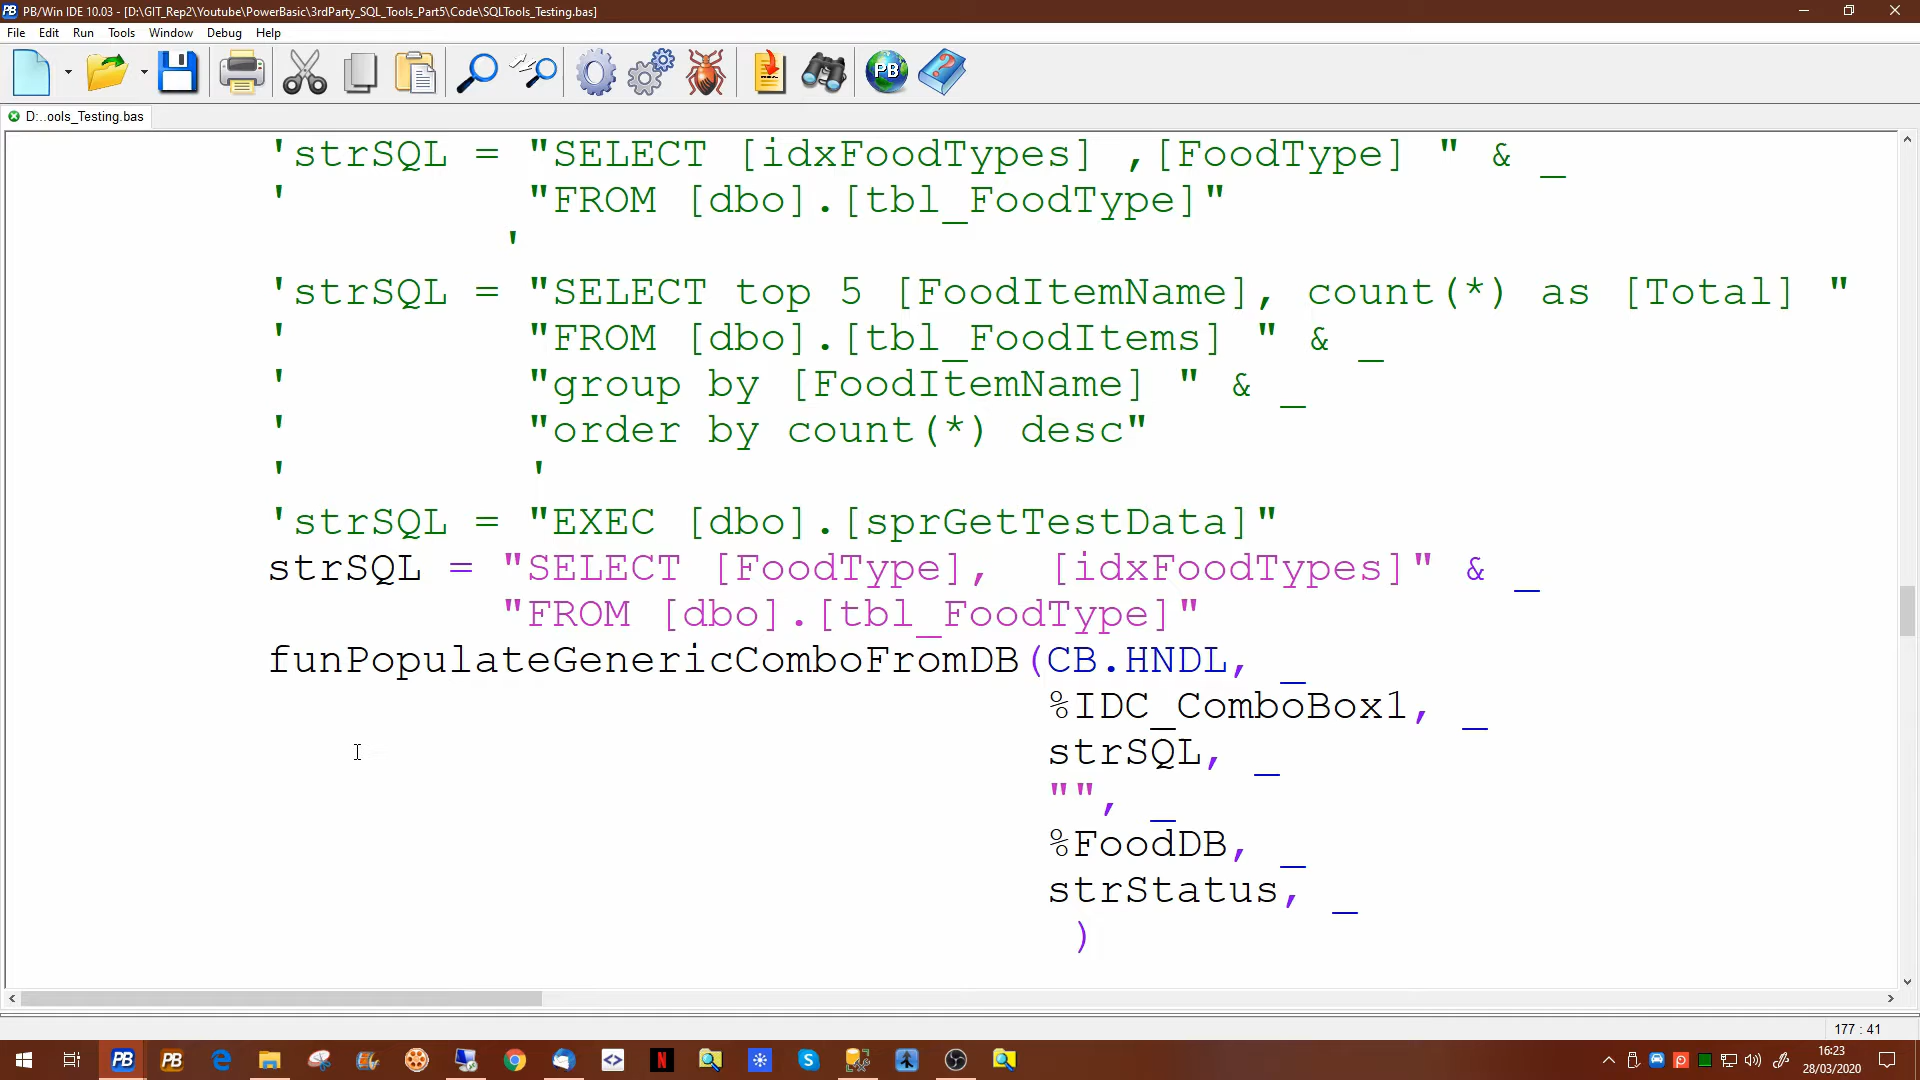 PB/Win IDE 10.03 - [D:\GIT_Rep2\Youtube\PowerBasic\3rdParty_SQL_Tools_Part5\Code\SQLTools_Testing.bas]
File Edit Run Tools Window Debug Help
D:..ools_Testing.bas
'strSQL = "SELECT [idxFoodTypes] ,[FoodType] " & _
' "FROM [dbo].[tbl_FoodType]"
'
'strSQL = "SELECT top 5 [FoodItemName], count(*) as [Total] "
' "FROM [dbo].[tbl_FoodItems] " & _
' "group by [FoodItemName] " & _
' "order by count(*) desc"
' '
'strSQL = "EXEC [dbo].[sprGetTestData]"
strSQL = "SELECT [FoodType],  [idxFoodTypes]" & _
"FROM [dbo].[tbl_FoodType]"
funPopulateGenericComboFromDB(CB.HNDL, _
%IDC_ComboBox1, _
strSQL, _
"", _
%FoodDB, _
strStatus, _
)
177 : 41
16:23
28/03/2020